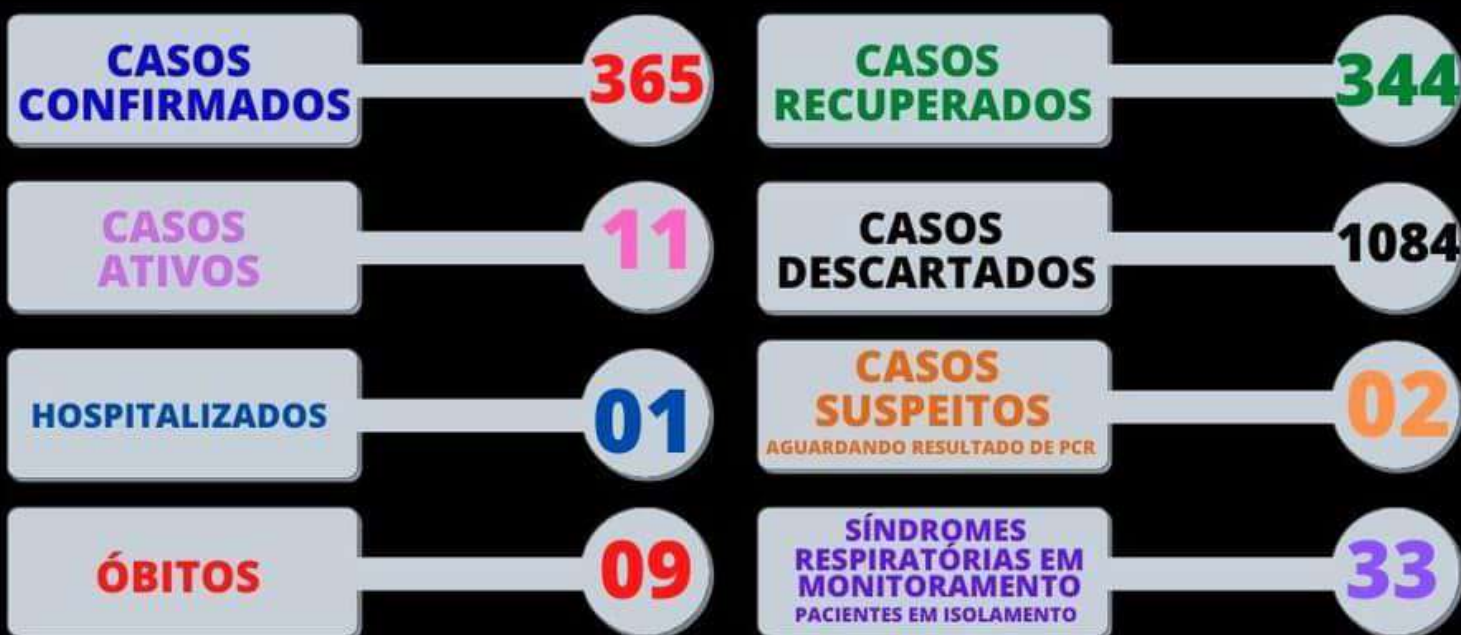 CASOS
CONFIRMADOS
365
CASOS
RECUPERADOS
344
CASOS
ATIVOS
11
CASOS
DESCARTADOS
1084
HOSPITALIZADOS
01
CASOS
SUSPEITOS
AGUARDANDO RESULTADO DE PCR
02
ÓBITOS
09
SÍNDROMES
RESPIRATÓRIAS EM
MONITORAMENTO
PACIENTES EM ISOLAMENTO
33